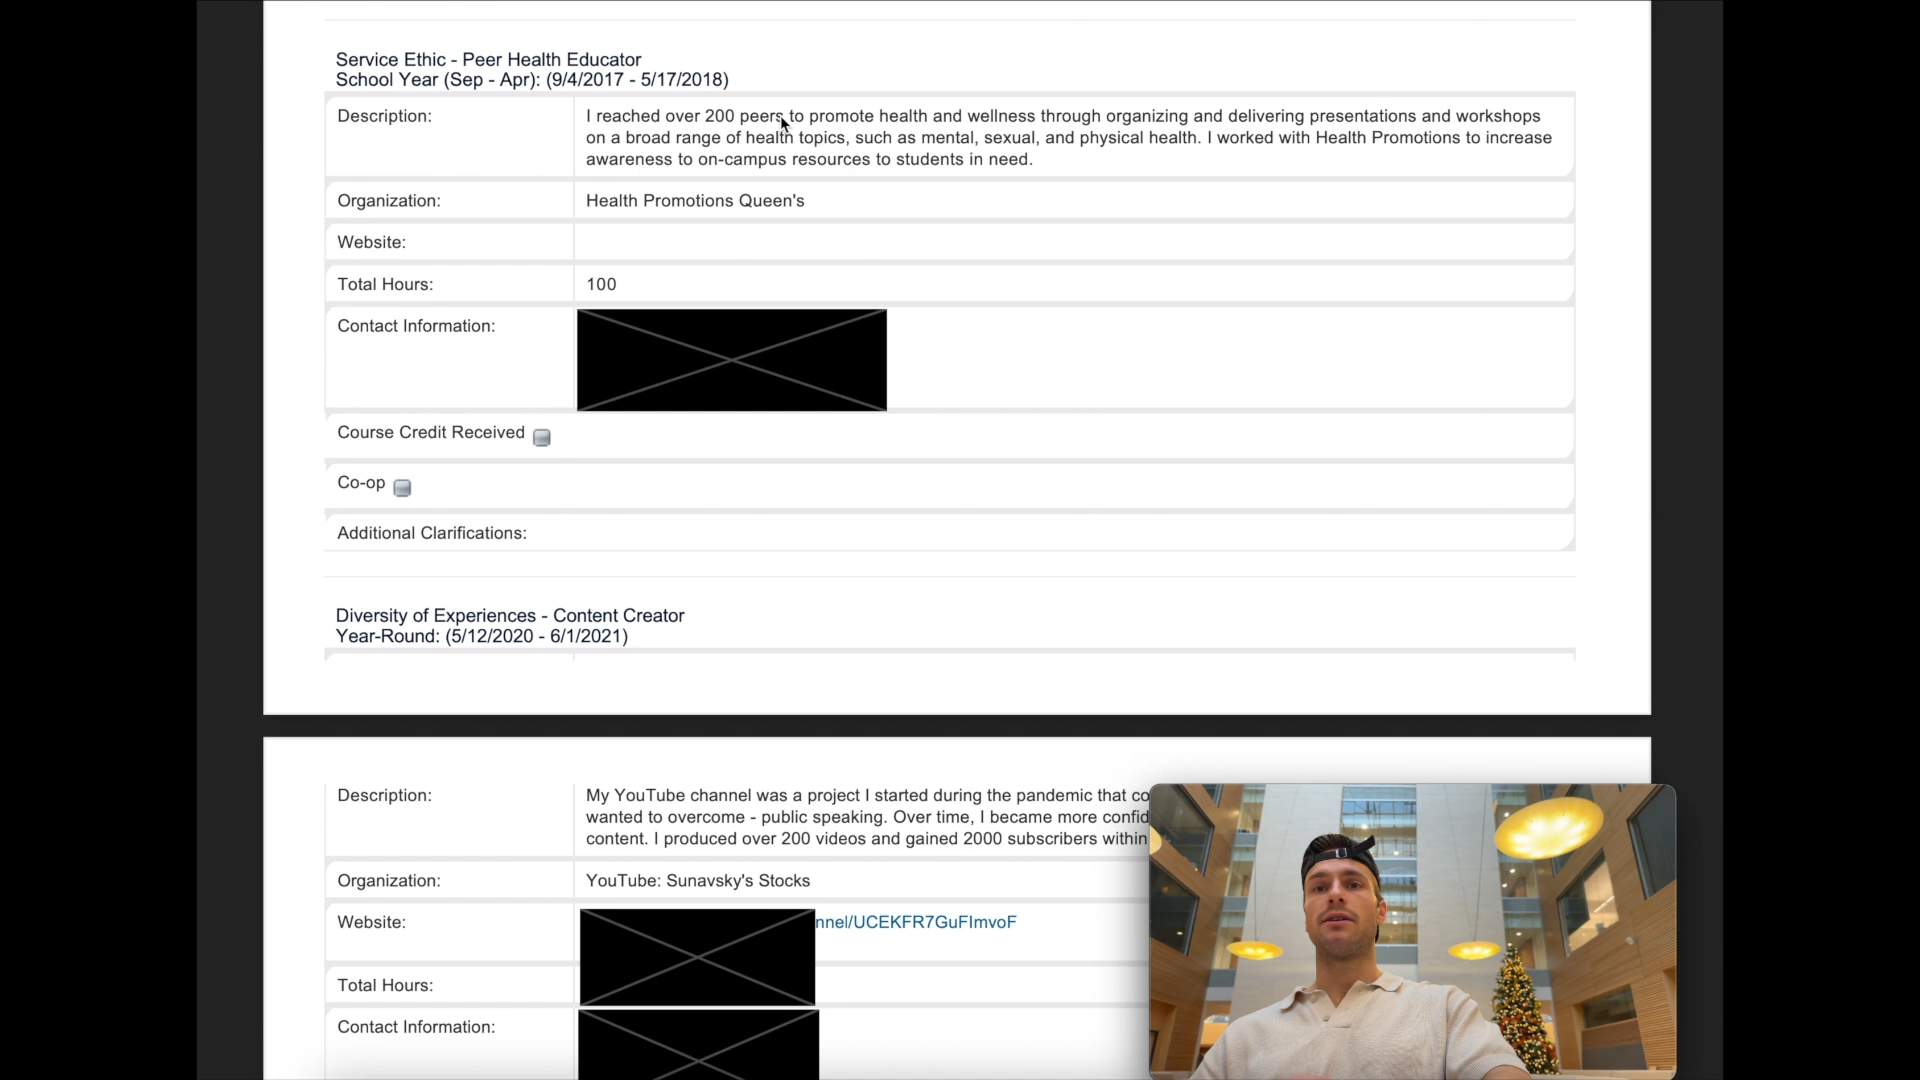 Service Ethic - Peer Health Educator
School Year (Sep - Apr): (9/4/2017 - 5/17/2018)
Description:
I reached over 200 peers to promote health and wellness through organizing and delivering presentations and workshops
on a broad range of health topics, such as mental, sexual, and physical health. I worked with Health Promotions to increase
awareness to on-campus resources to students in need.
Organization:
Health Promotions Queen's
Website:
Total Hours:
100
Contact Information:
Course Credit Received
Co-op
Additional Clarifications:
Diversity of Experiences - Content Creator
Year-Round: (5/12/2020 - 6/1/2021)
Description:
My YouTube channel was a project I started during the pandemic that co
wanted to overcome - public speaking. Over time, I became more confid
content. I produced over 200 videos and gained 2000 subscribers within
Organization:
YouTube: Sunavsky's Stocks
Website:
nnel/UCEKFR7GuFImvoF
Total Hours:
Contact Information: